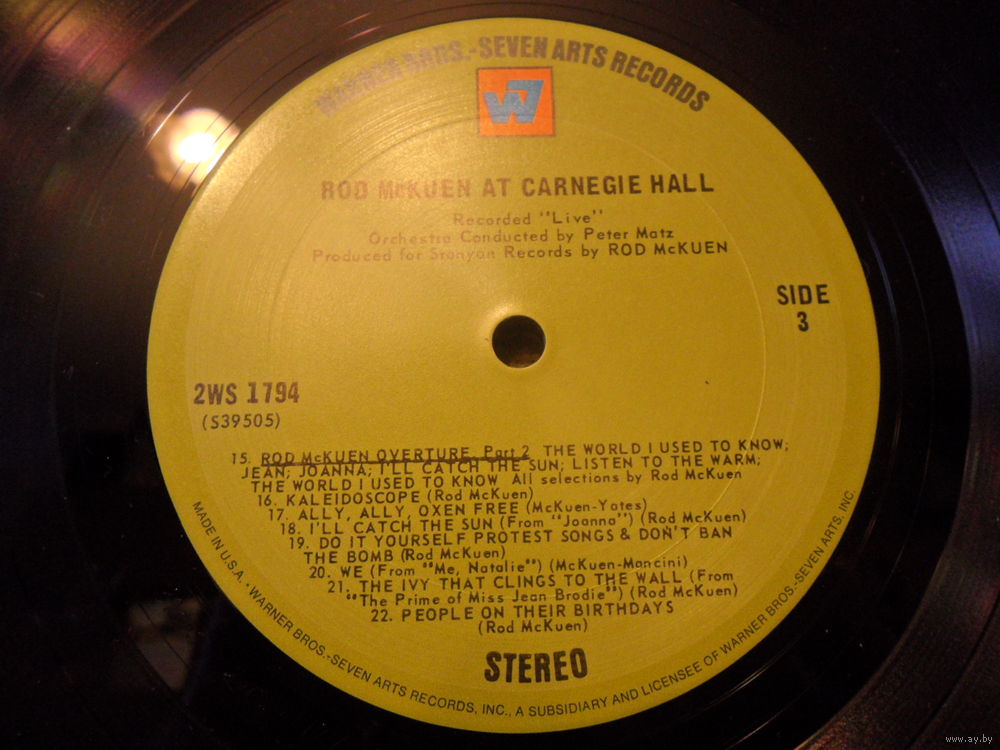 WARNER BROS.-SEVEN ARTS RECORDS
W7
ROD McKUEN AT CARNEGIE HALL
Recorded "Live"
Orchestra Conducted by Peter Matz
Produced for Stanyan Records by ROD McKUEN
SIDE
3
2WS 1794
(S39505)
15. ROD McKUEN OVERTURE, Part 2 THE WORLD I USED TO KNOW;
JEAN; JOANNA; I'LL CATCH THE SUN; LISTEN TO THE WARM;
THE WORLD I USED TO KNOW All selections by Rod McKuen
16. KALEIDOSCOPE (Rod McKuen)
17. ALLY, ALLY, OXEN FREE (McKuen-Yates)
18. I'LL CATCH THE SUN (From "Joanna") (Rod McKuen)
19. DO IT YOURSELF PROTEST SONGS & DON'T BAN
THE BOMB (Rod McKuen)
20. WE (From "Me, Natalie") (McKuen-Mancini)
21. THE IVY THAT CLINGS TO THE WALL (From
"The Prime of Miss Jean Brodie") (Rod McKuen)
22. PEOPLE ON THEIR BIRTHDAYS
(Rod McKuen)
STEREO
MADE IN U.S.A. · WARNER BROS.-SEVEN ARTS RECORDS, INC., A SUBSIDIARY AND LICENSEE OF WARNER BROS.-SEVEN ARTS, INC.
www.ay.by